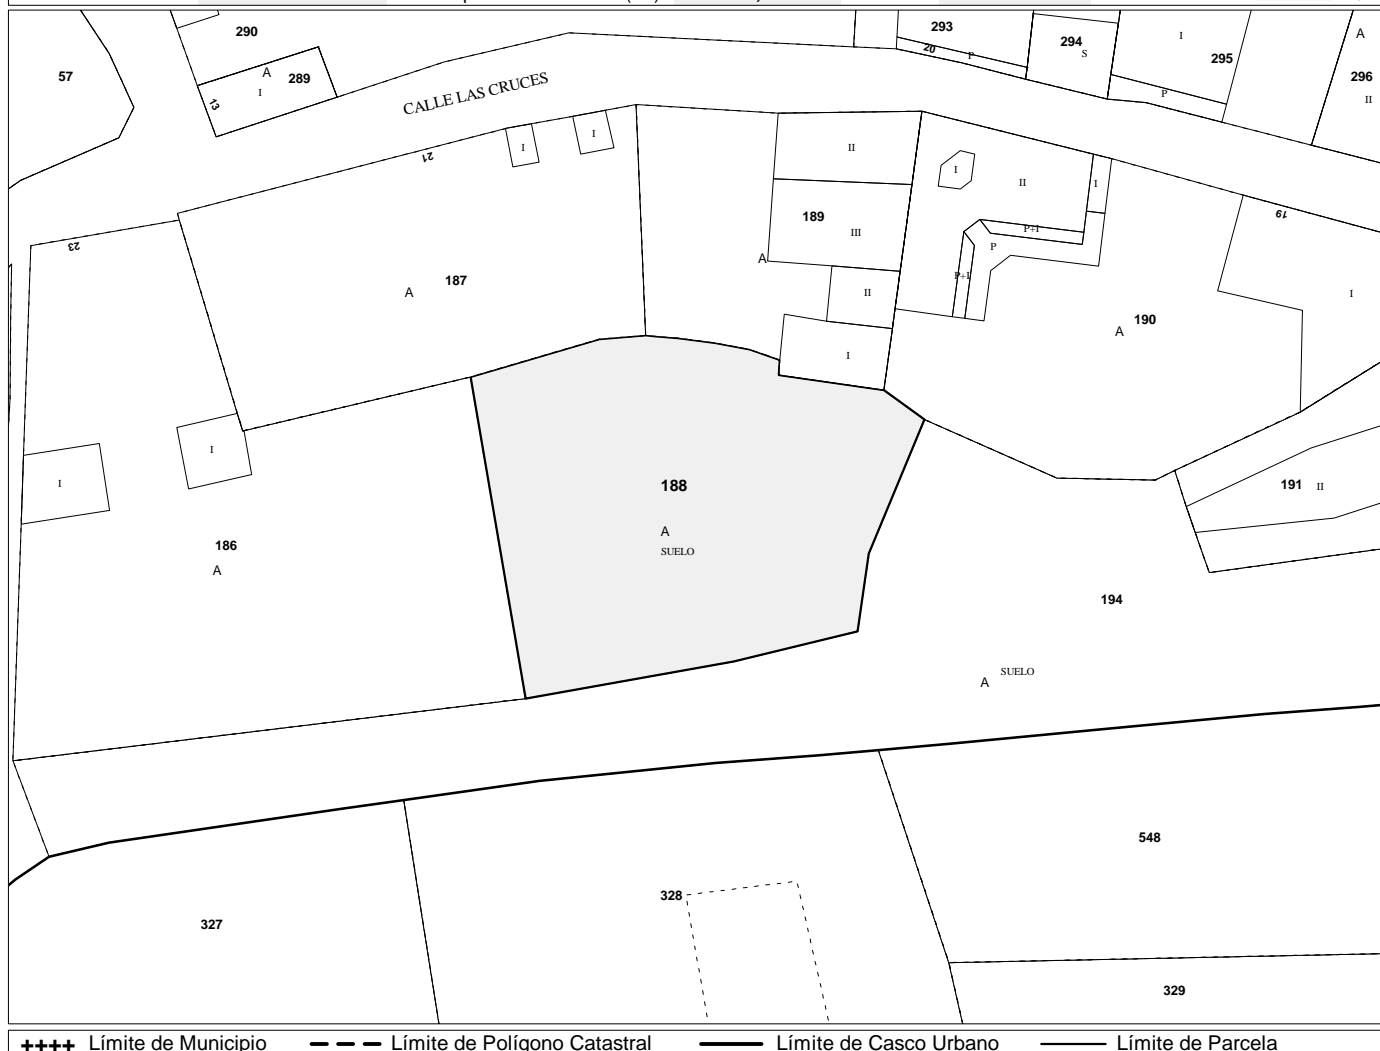 290
57
A
289
I
13
CALLE LAS CRUCES
293
20
P
294
S
I
295
P
A
296
II
21
I
I
II
189
III
A
II
I
I
II
I
P+I
P
P+I
19
I
190
A
23
187
A
I
I
186
A
188
A
SUELO
191 II
194
SUELO
A
548
328
327
329
++++ Límite de Municipio
Límite de Polígono Catastral
Límite de Casco Urbano
Límite de Parcela